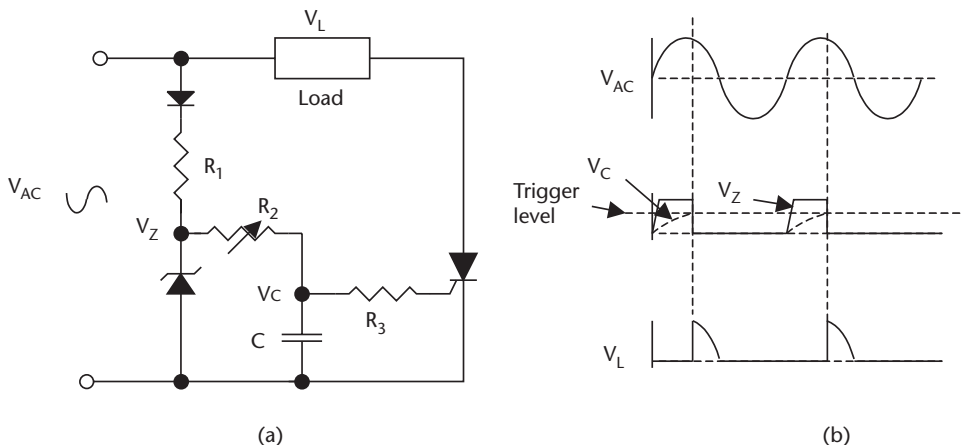 V_L
Load
R_1
V_AC
V_Z
R_2
V_C
R_3
C
(a)
V_AC
V_C
V_Z
Trigger
level
V_L
(b)